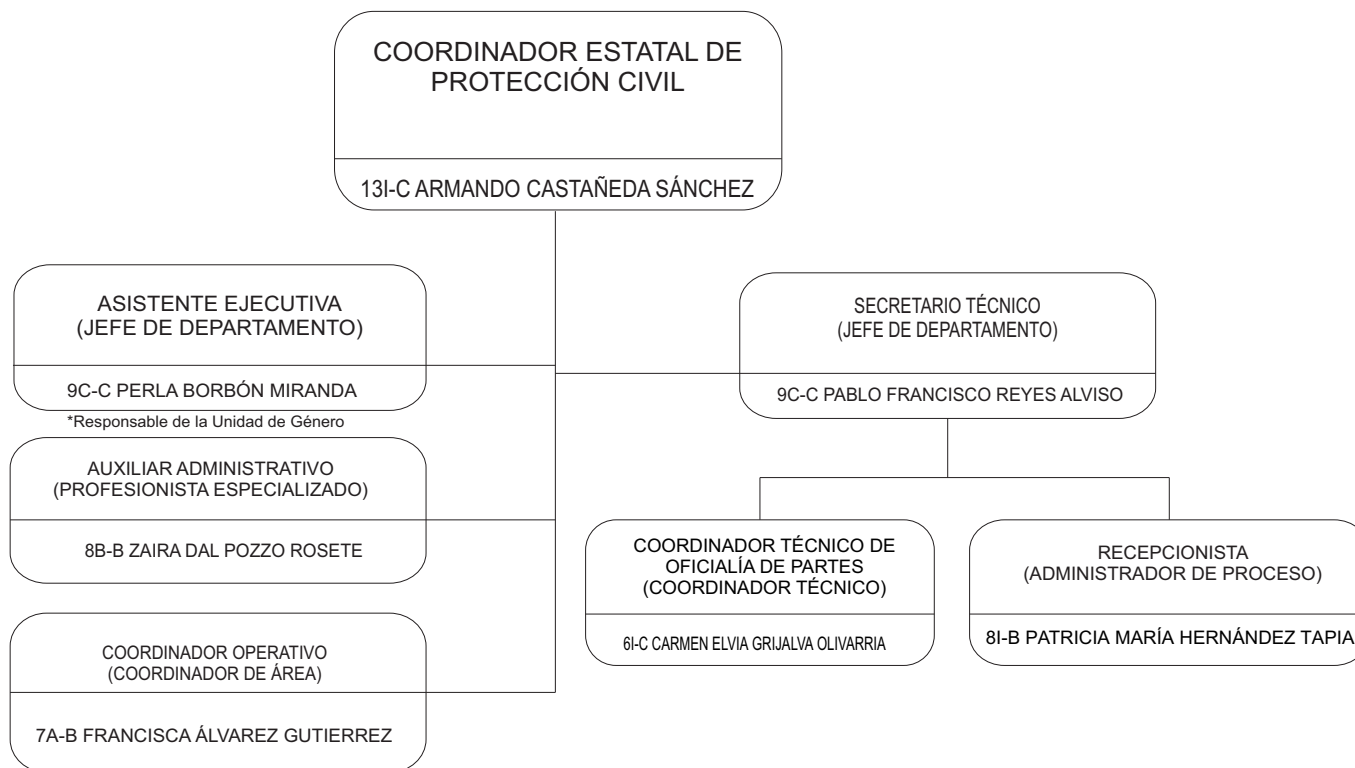 COORDINADOR ESTATAL DE
PROTECCIÓN CIVIL
13I-C ARMANDO CASTAÑEDA SÁNCHEZ
ASISTENTE EJECUTIVA
(JEFE DE DEPARTAMENTO)
9C-C PERLA BORBÓN MIRANDA
*Responsable de la Unidad de Género
AUXILIAR ADMINISTRATIVO
(PROFESIONISTA ESPECIALIZADO)
8B-B ZAIRA DAL POZZO ROSETE
COORDINADOR OPERATIVO
(COORDINADOR DE ÁREA)
7A-B FRANCISCA ÁLVAREZ GUTIERREZ
SECRETARIO TÉCNICO
(JEFE DE DEPARTAMENTO)
9C-C PABLO FRANCISCO REYES ALVISO
COORDINADOR TÉCNICO DE
OFICIALÍA DE PARTES
(COORDINADOR TÉCNICO)
6I-C CARMEN ELVIA GRIJALVA OLIVARRIA
RECEPCIONISTA
(ADMINISTRADOR DE PROCESO)
8I-B PATRICIA MARÍA HERNÁNDEZ TAPIA